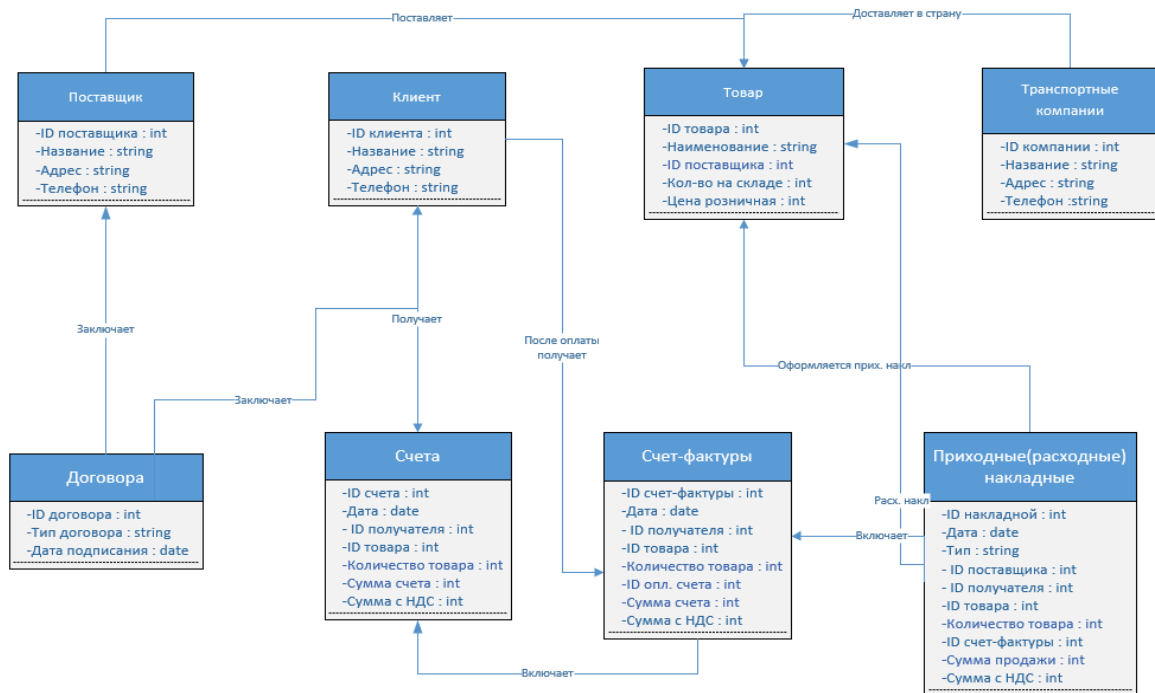 Поставляет
Доставляет в страну
Поставщик
-ID поставщика : int
-Название : string
-Адрес : string
-Телефон : string
Клиент
-ID клиента : int
-Название : string
-Адрес : string
-Телефон : string
Товар
-ID товара : int
-Наименование : string
-ID поставщика : int
-Кол-во на складе : int
-Цена розничная : int
Транспортные
компании
-ID компании : int
-Название : string
-Адрес : string
-Телефон :string
Заключает
Получает
После оплаты
получает
Оформляется прих. накл
Заключает
Договора
-ID договора : int
-Тип договора : string
-Дата подписания : date
Счета
-ID счета : int
-Дата : date
- ID получателя : int
-ID товара : int
-Количество товара : int
-Сумма счета : int
-Сумма с НДС : int
Счет-фактуры
-ID счет-фактуры : int
-Дата : date
- ID получателя : int
-ID товара : int
-Количество товара : int
-ID опл. счета : int
-Сумма счета : int
-Сумма с НДС : int
Расх. накл
Включает
Приходные(расходные)
накладные
-ID накладной : int
-Дата : date
-Тип : string
- ID поставщика : int
- ID получателя : int
-ID товара : int
-Количество товара : int
-ID счет-фактуры : int
-Сумма продажи : int
-Сумма с НДС : int
Включает